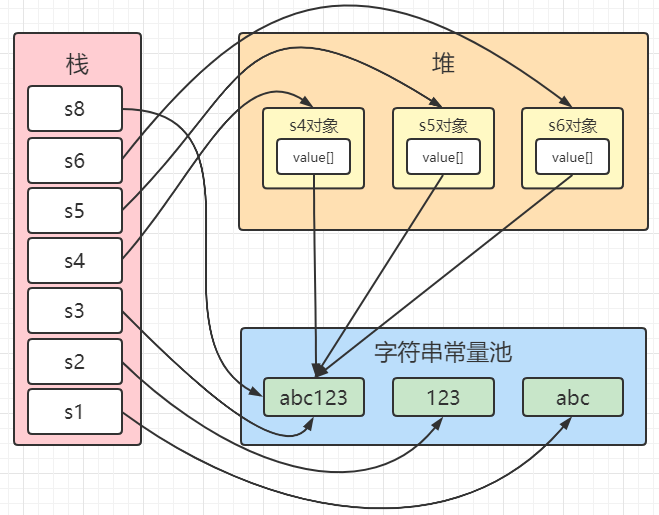 栈
s8
s6
s5
s4
s3
s2
s1
堆
s4对象
value[]
s5对象
value[]
s6对象
value[]
字符串常量池
abc123
123
abc